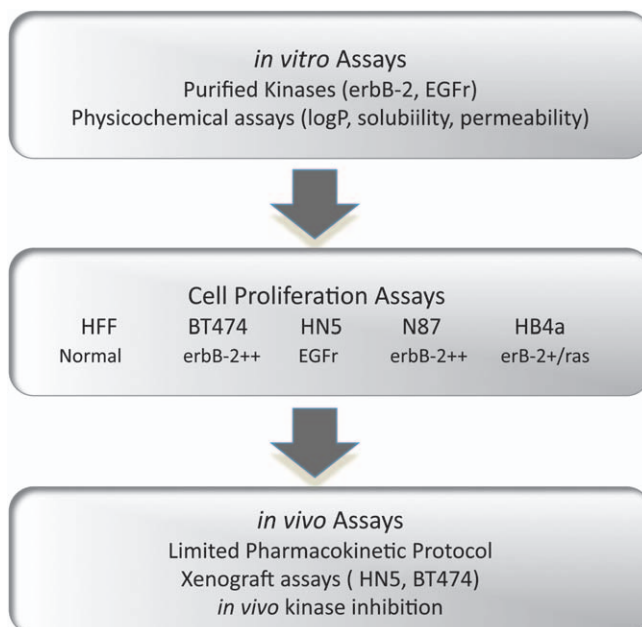 in vitro Assays
Purified Kinases (erbB-2, EGFr)
Physicochemical assays (logP, solubiility, permeability)
Cell Proliferation Assays
HFF BT474 HN5 N87 HB4a
Normal erbB-2++ EGFr erbB-2++ erB-2+/ras
in vivo Assays
Limited Pharmacokinetic Protocol
Xenograft assays ( HN5, BT474)
in vivo kinase inhibition